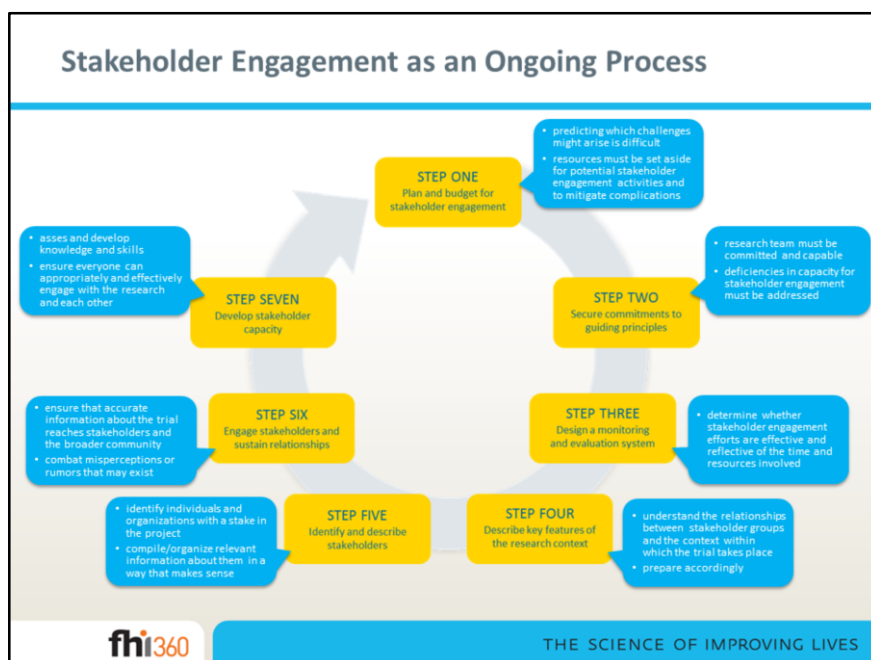 Stakeholder Engagement as an Ongoing Process
STEP ONE
Plan and budget for
stakeholder engagement
• predicting which challenges
might arise is difficult
• resources must be set aside
for potential stakeholder
engagement activities and
to mitigate complications
STEP TWO
Secure commitments to
guiding principles
• research team must be
committed and capable
• deficiencies in capacity for
stakeholder engagement
must be addressed
STEP THREE
Design a monitoring
and evaluation system
• determine whether
stakeholder engagement
efforts are effective and
reflective of the time and
resources involved
STEP FOUR
Describe key features of
the research context
• understand the relationships
between stakeholder groups
and the context within
which the trial takes place
• prepare accordingly
STEP FIVE
Identify and describe
stakeholders
• identify individuals and
organizations with a stake in
the project
• compile/organize relevant
information about them in a
way that makes sense
STEP SIX
Engage stakeholders and
sustain relationships
• ensure that accurate
information about the trial
reaches stakeholders and
the broader community
• combat misperceptions or
rumors that may exist
STEP SEVEN
Develop stakeholder
capacity
• asses and develop
knowledge and skills
• ensure everyone can
appropriately and effectively
engage with the research
and each other
fhi360
THE SCIENCE OF IMPROVING LIVES